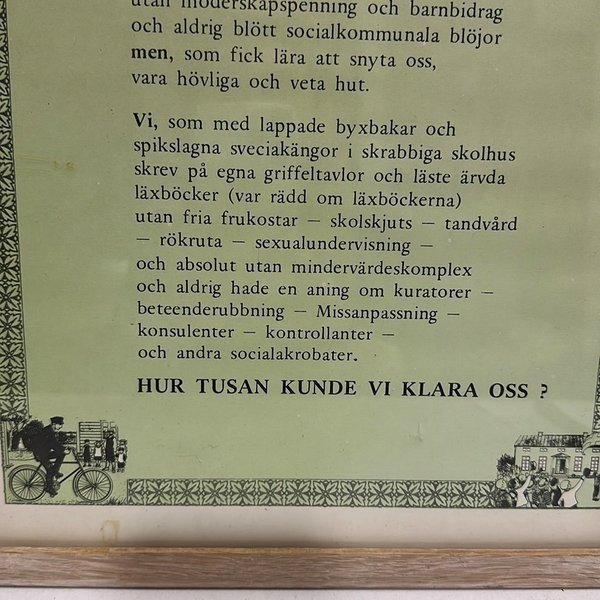 utan moderskapspenning och barnbidrag
och aldrig blött socialkommunala blöjor
men, som fick lära att snyta oss,
vara hövliga och veta hut.
Vi, som med lappade byxbakar och
spikslagna sveciakängor i skrabbiga skolhus
skrev på egna griffeltavlor och läste ärvda
läxböcker (var rädd om läxböckerna)
utan fria frukostar — skolskjuts — tandvård
— rökruta — sexualundervisning —
och absolut utan mindervärdeskomplex
och aldrig hade en aning om kuratorer —
beteenderubbning — Missanpassning —
konsulenter — kontrollanter —
och andra socialakrobater.
HUR TUSAN KUNDE VI KLARA OSS ?